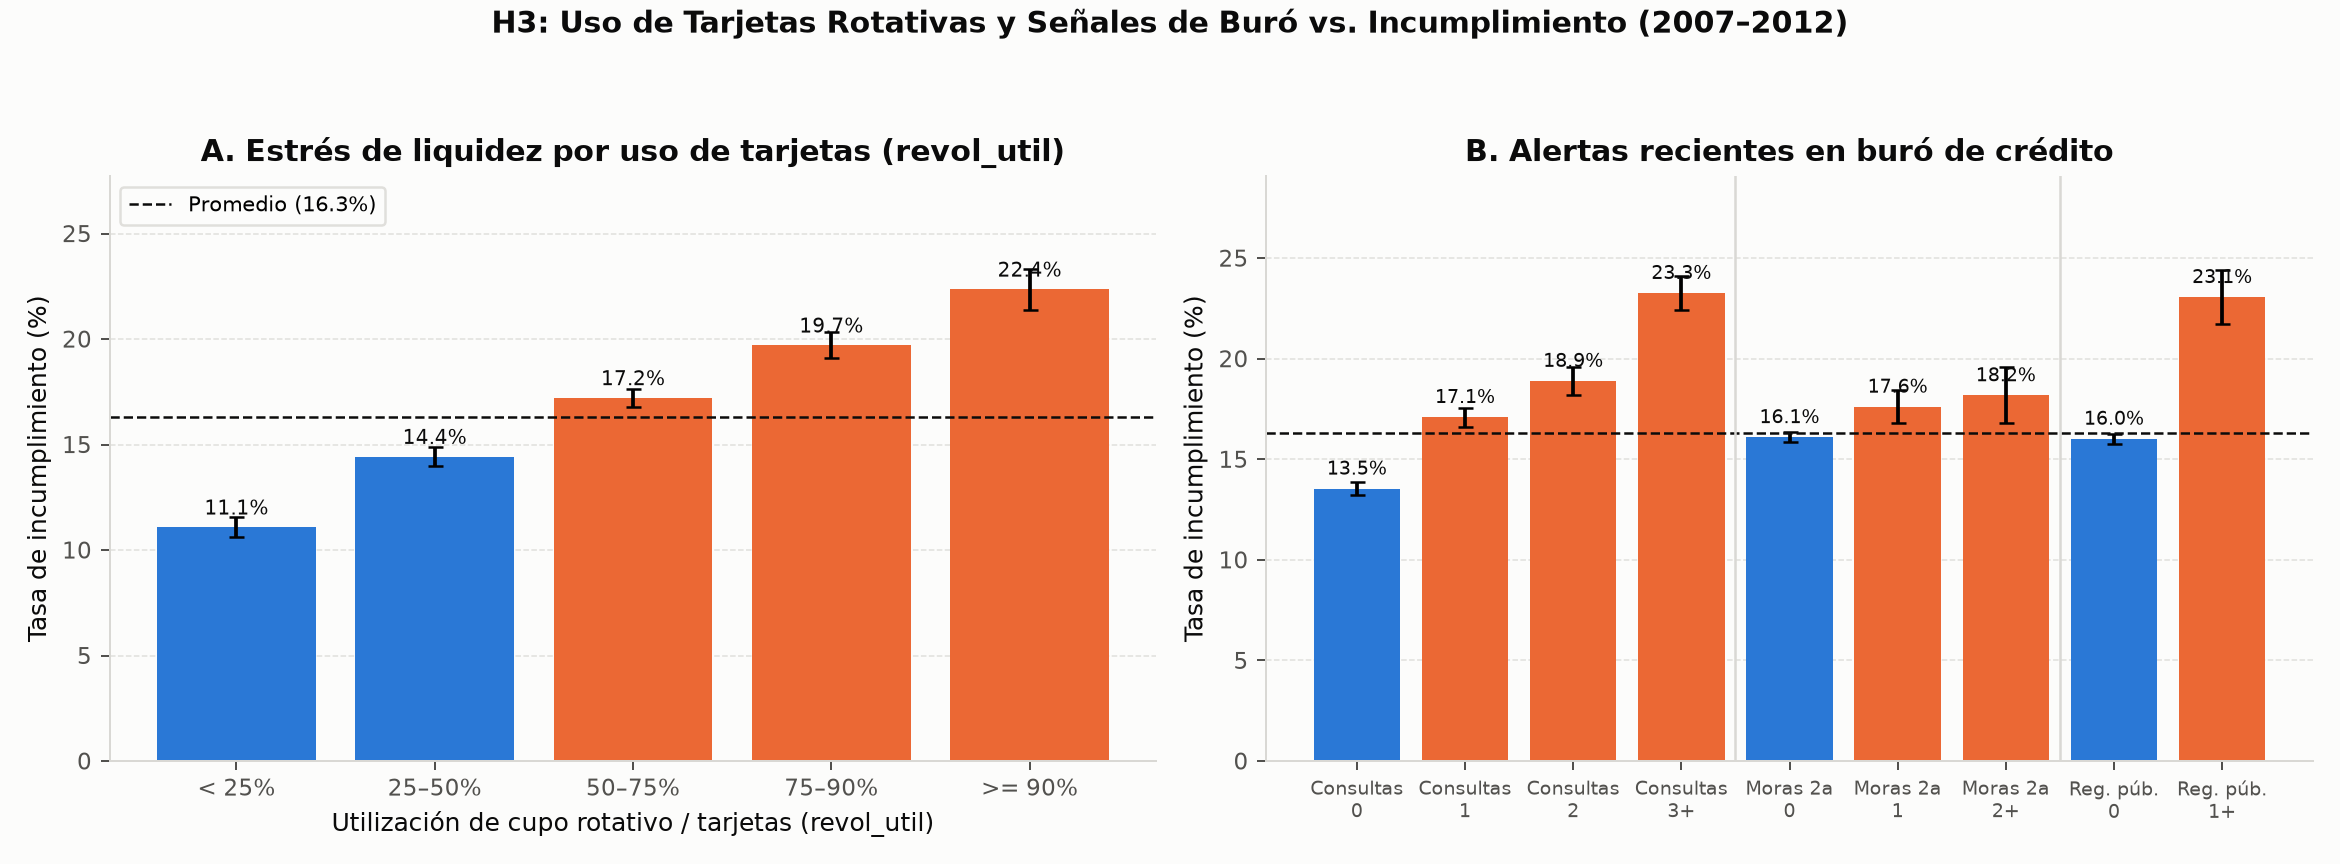 H3: Uso de Tarjetas Rotativas y Señales de Buró vs. Incumplimiento (2007–2012)
A. Estrés de liquidez por uso de tarjetas (revol_util)
Promedio (16.3%)
Tasa de incumplimiento (%)
25
20
15
10
5
0
11.1%
14.4%
17.2%
19.7%
22.4%
< 25%
25–50%
50–75%
75–90%
>= 90%
Utilización de cupo rotativo / tarjetas (revol_util)
B. Alertas recientes en buró de crédito
Tasa de incumplimiento (%)
25
20
15
10
5
0
13.5%
17.1%
18.9%
23.3%
16.1%
17.6%
18.2%
16.0%
23.1%
Consultas
0
Consultas
1
Consultas
2
Consultas
3+
Moras 2a
0
Moras 2a
1
Moras 2a
2+
Reg. púb.
0
Reg. púb.
1+